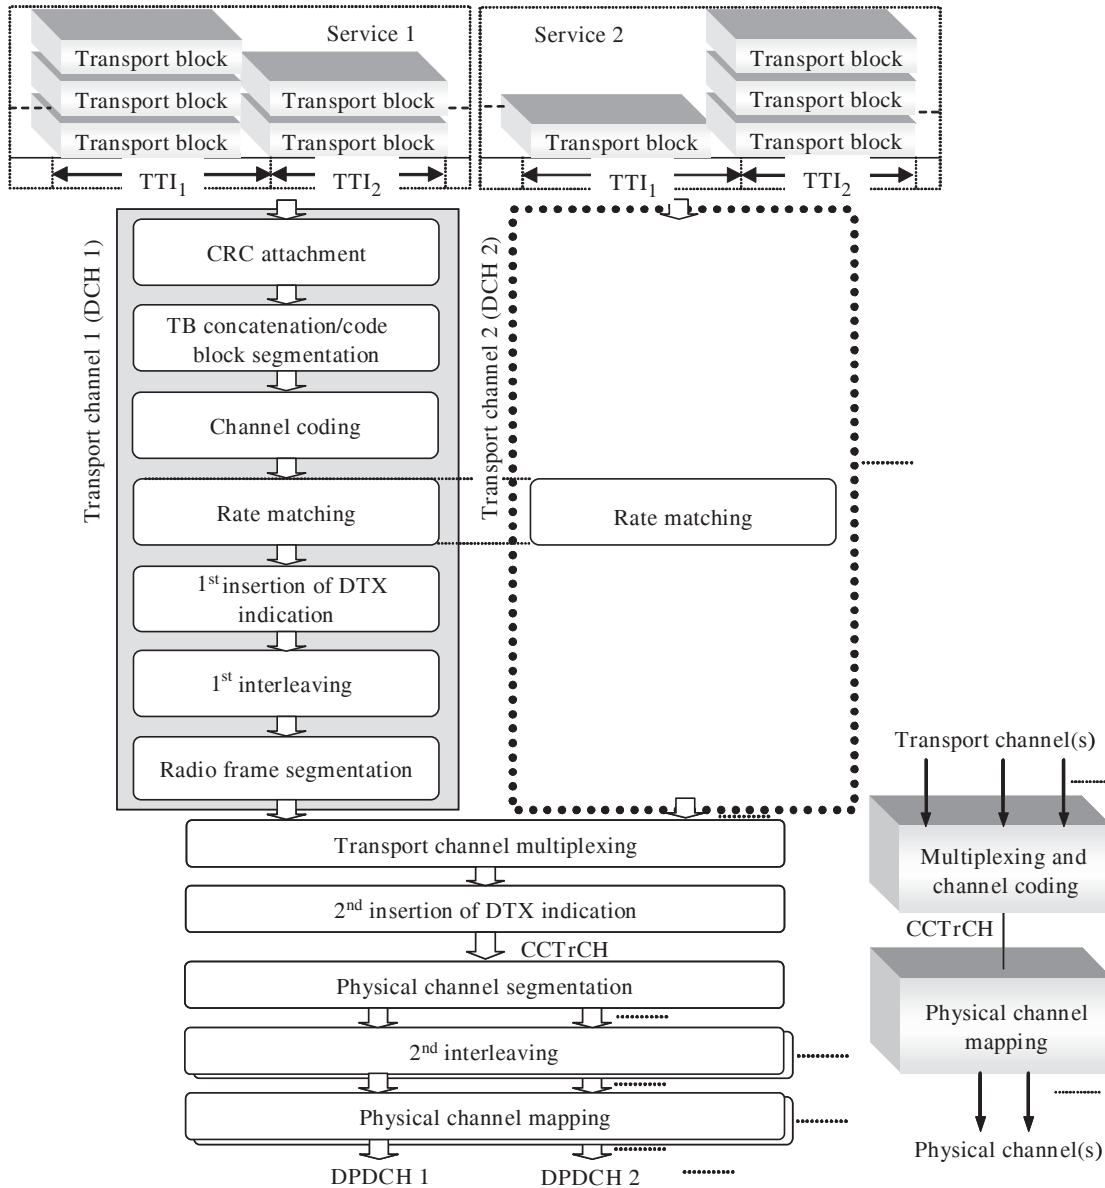 Service 1
Transport block
Transport block
Transport block
Transport block
Transport block
TTI1
TTI2
Service 2
Transport block
Transport block
Transport block
Transport block
TTI1
TTI2
Transport channel 1 (DCH 1)
CRC attachment
TB concatenation/code
block segmentation
Channel coding
Rate matching
1st insertion of DTX
indication
1st interleaving
Radio frame segmentation
Transport channel 2 (DCH 2)
Rate matching
Transport channel multiplexing
2nd insertion of DTX indication
CCTrCH
Physical channel segmentation
2nd interleaving
Physical channel mapping
DPDCH 1
DPDCH 2
Transport channel(s)
Multiplexing and
channel coding
CCTrCH
Physical channel
mapping
Physical channel(s)